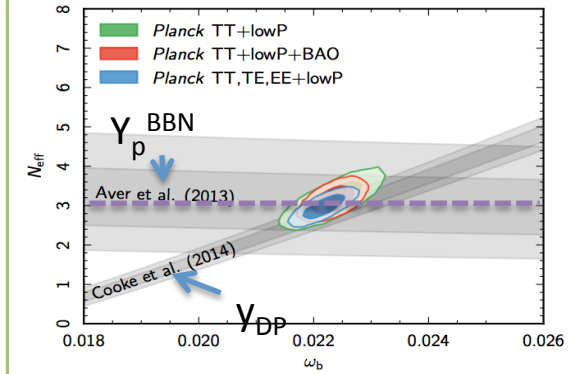 8
7
6
5
4
3
2
1
0
N_eff
Planck TT+lowP
Planck TT+lowP+BAO
Planck TT,TE,EE+lowP
Y_p^BBN
Aver et al. (2013)
Cooke et al. (2014)
y_DP
0.018 0.020 0.022 0.024 0.026
ω_b